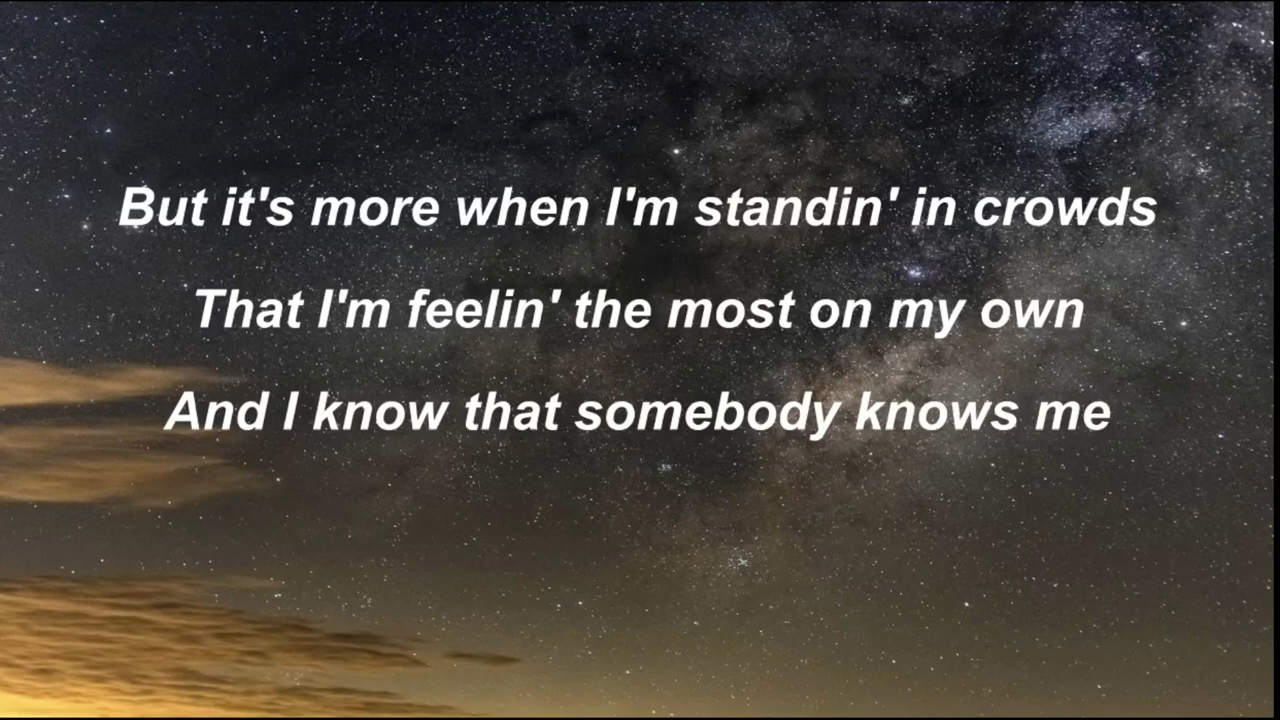 But it's more when I'm standin' in crowds
That I'm feelin' the most on my own
And I know that somebody knows me